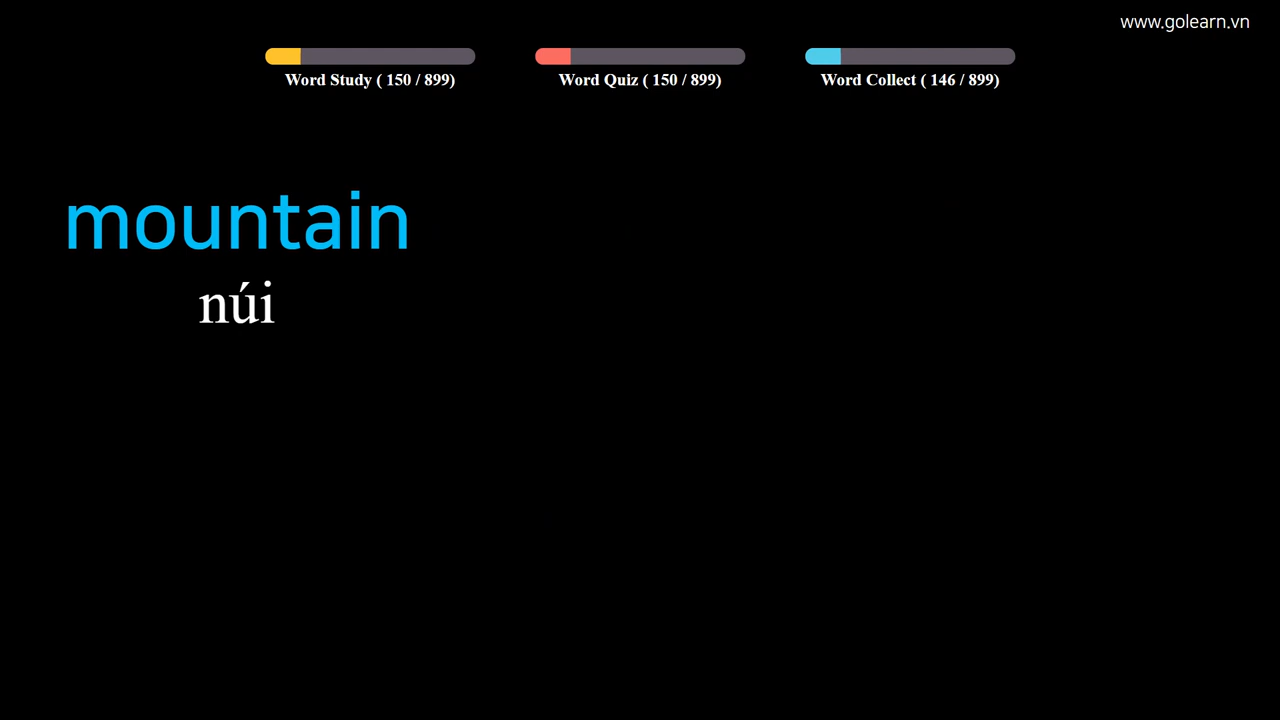 www.golearn.vn
Word Study ( 150 / 899)
Word Quiz ( 150 / 899)
Word Collect ( 146 / 899)
mountain
núi